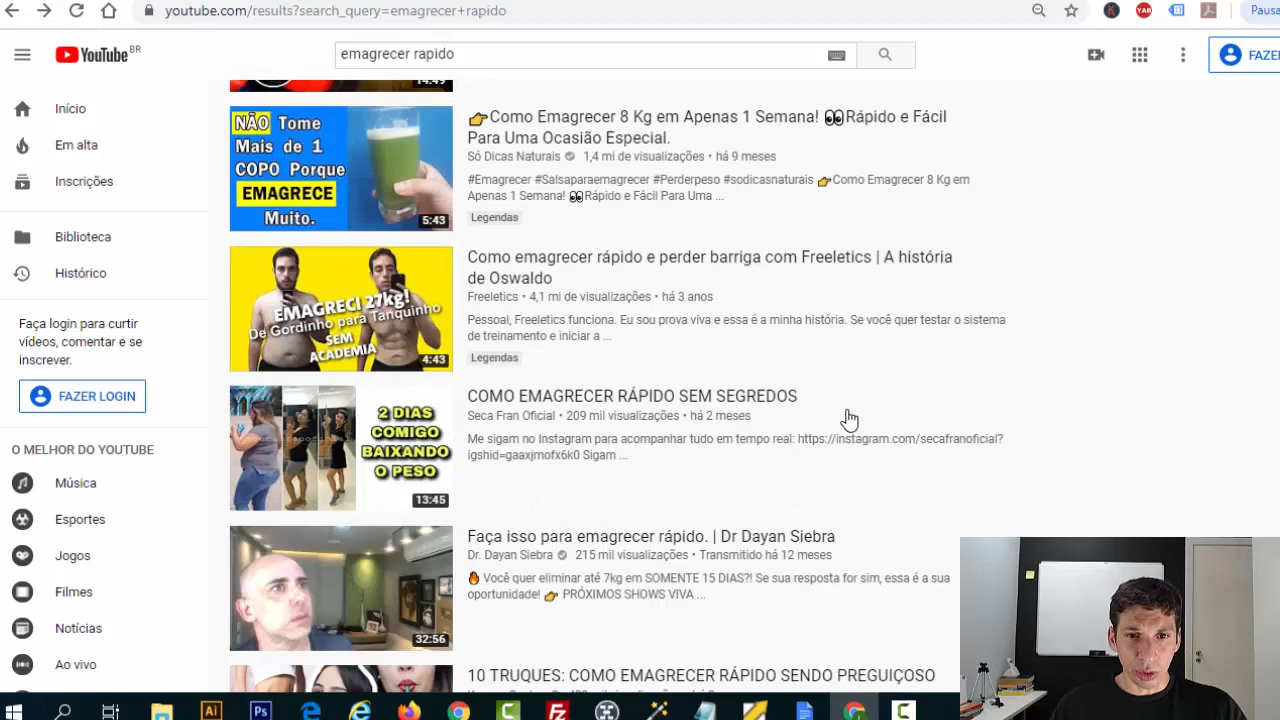 youtube.com/results?search_query=emagrecer+rapido
YAB
Pausa
YouTube BR
emagrecer rapido
FAZE
Início
Em alta
Inscrições
Biblioteca
Histórico
Faça login para curtir
vídeos, comentar e se
inscrever.
FAZER LOGIN
O MELHOR DO YOUTUBE
Música
Esportes
Jogos
Filmes
Notícias
Ao vivo
14:49
NÃO Tome
Mais de 1
COPO Porque
EMAGRECE
Muito.
5:43
👉Como Emagrecer 8 Kg em Apenas 1 Semana! 👀Rápido e Fácil
Para Uma Ocasião Especial.
Só Dicas Naturais 1,4 mi de visualizações • há 9 meses
#Emagrecer #Salsaparaemagrecer #Perderpeso #sodicasnaturais 👉Como Emagrecer 8 Kg em
Apenas 1 Semana! 👀Rápido e Fácil Para Uma ...
Legendas
EMAGRECI 27kg!
De Gordinho para Tanquinho
SEM
ACADEMIA
4:43
Como emagrecer rápido e perder barriga com Freeletics | A história
de Oswaldo
Freeletics • 4,1 mi de visualizações • há 3 anos
Pessoal, Freeletics funciona. Eu sou prova viva e essa é a minha história. Se você quer testar o sistema
de treinamento e iniciar a ...
Legendas
2 DIAS
COMIGO
BAIXANDO
O PESO
13:45
COMO EMAGRECER RÁPIDO SEM SEGREDOS
Seca Fran Oficial • 209 mil visualizações • há 2 meses
Me sigam no Instagram para acompanhar tudo em tempo real: https://instagram.com/secafranoficial?
igshid=gaaxjmofx6k0 Sigam ...
32:56
Faça isso para emagrecer rápido. | Dr Dayan Siebra
Dr. Dayan Siebra 215 mil visualizações • Transmitido há 12 meses
🔥 Você quer eliminar até 7kg em SOMENTE 15 DIAS?! Se sua resposta for sim, essa é a sua
oportunidade! 👉 PRÓXIMOS SHOWS VIVA ...
10 TRUQUES: COMO EMAGRECER RÁPIDO SENDO PREGUIÇOSO
Ai
Ps